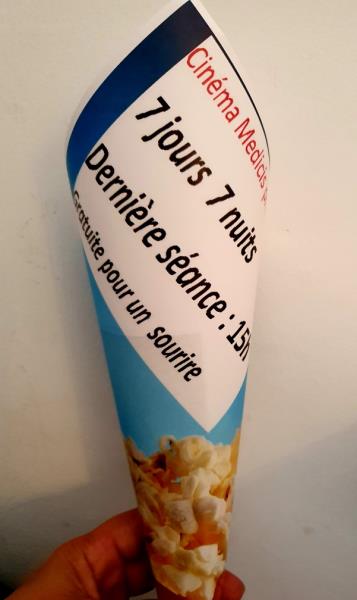 Cinéma Medicis
7 jours 7 nuits
Dernière séance : 15h
Gratuite pour un sourire